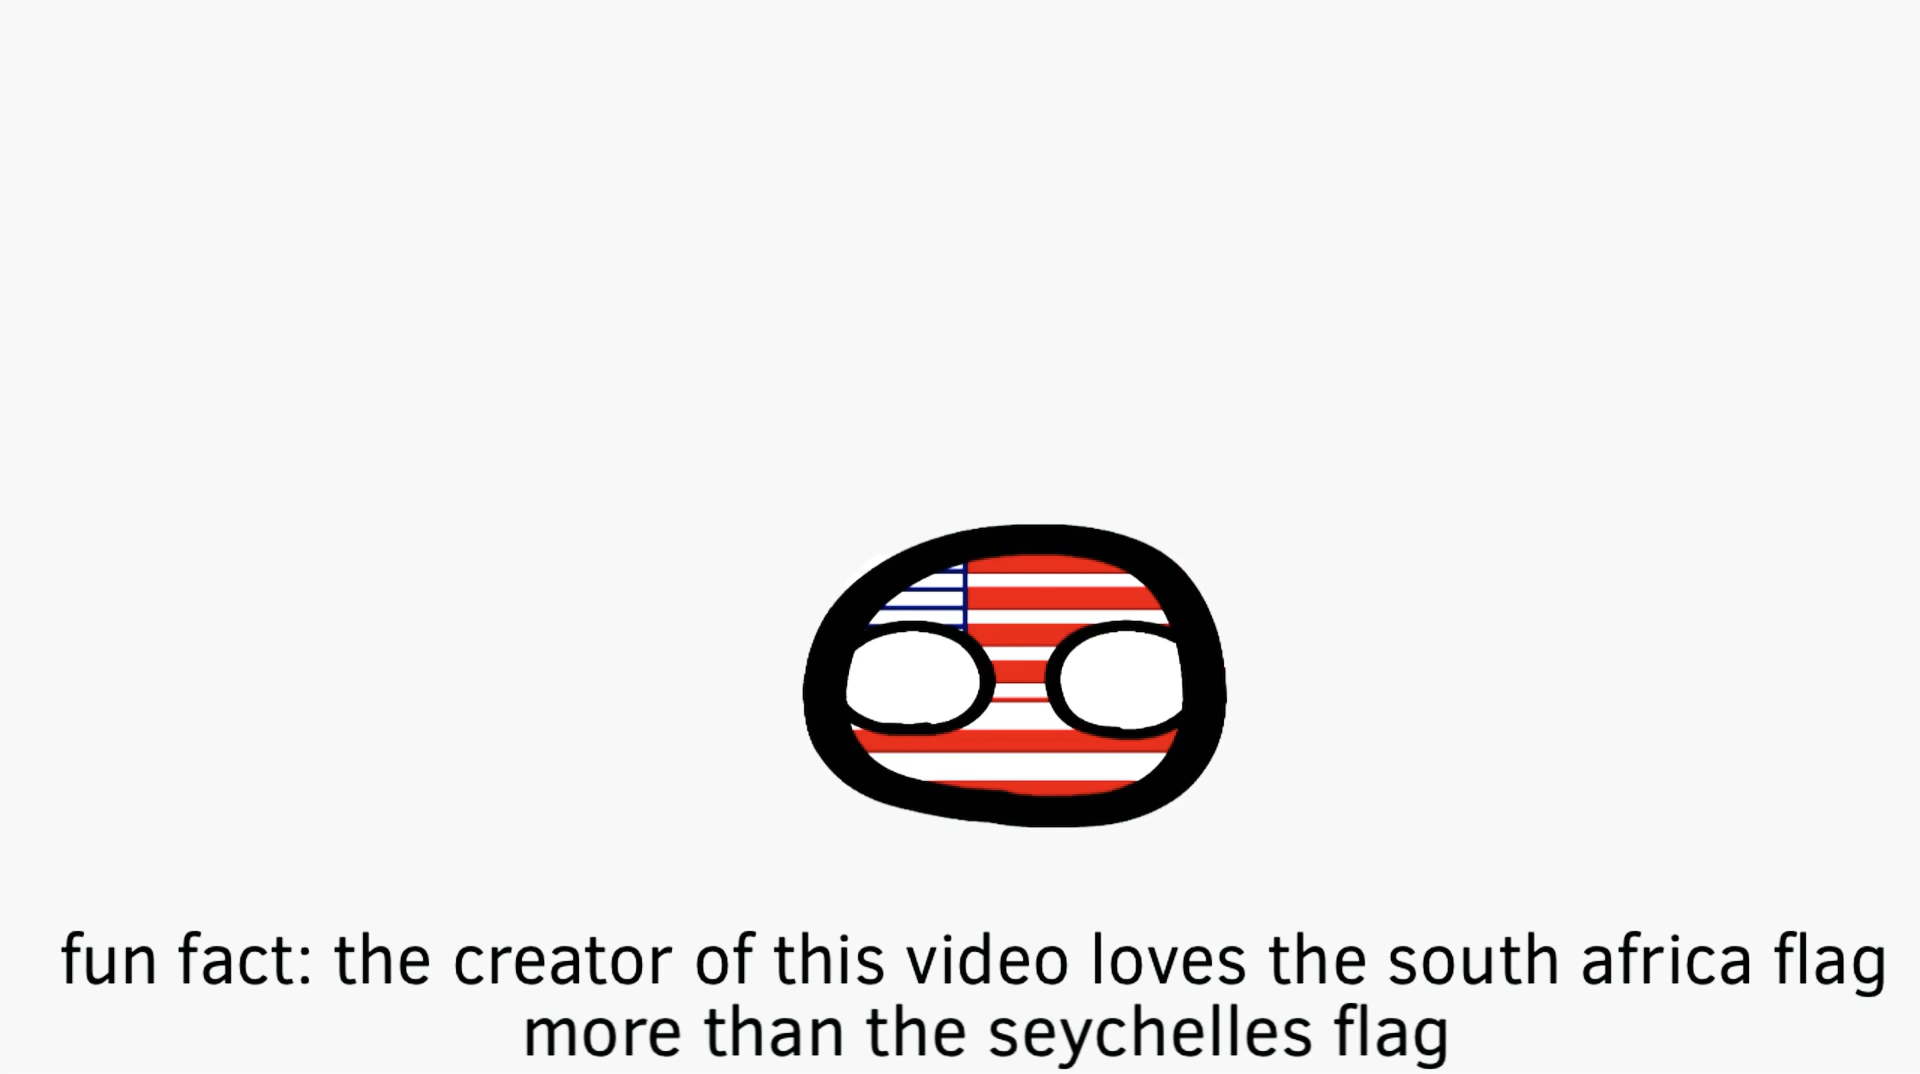 fun fact: the creator of this video loves the south africa flag
more than the seychelles flag